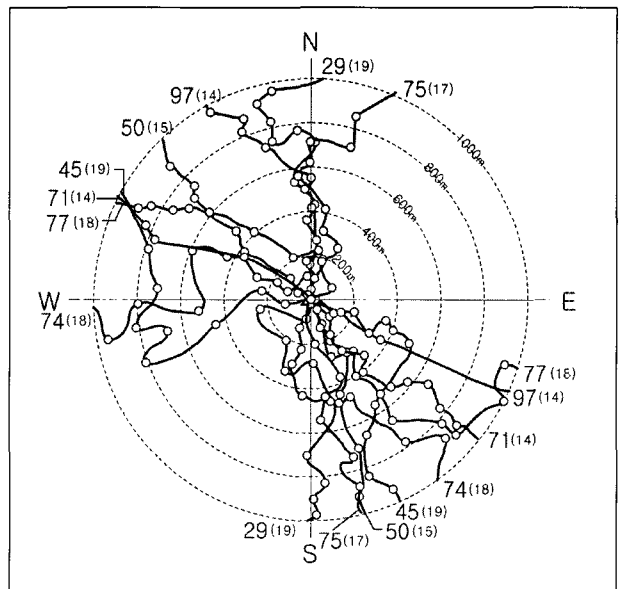 N
29(19)
75(17)
97(14)
50(15)
1000m
800m
600m
400m
200m
45(19)
71(14)
77(18)
W
E
74(18)
77(18)
97(14)
71(14)
74(18)
45(19)
50(15)
75(17)
29(19)
S